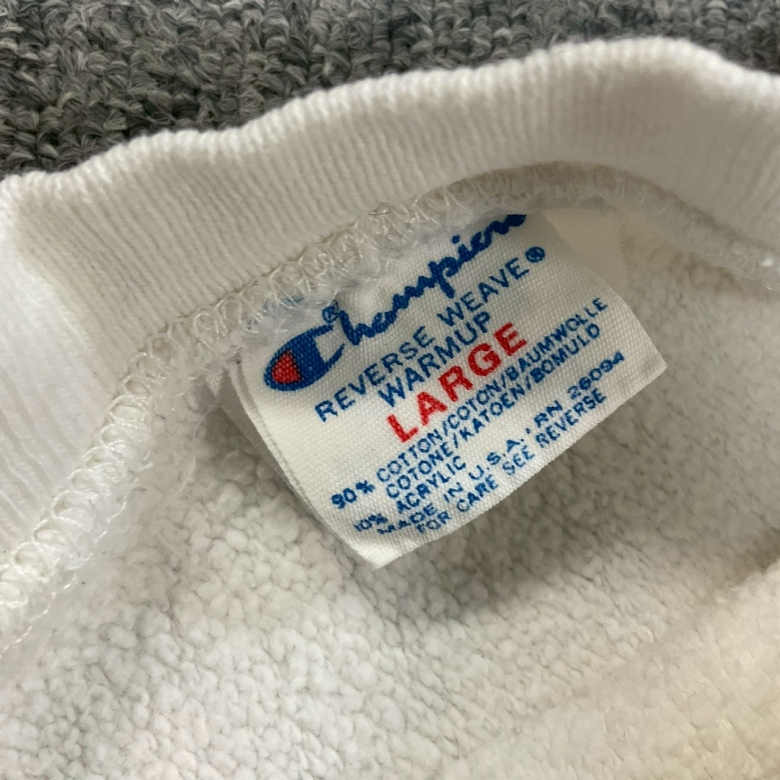 Champion®
REVERSE WEAVE®
WARMUP
LARGE
90% COTTON/COTON/BAUMWOLLE
COTONE/KATOEN/BOMULD
10% ACRYLIC
MADE IN U.S.A./RN 26094
FOR CARE SEE REVERSE